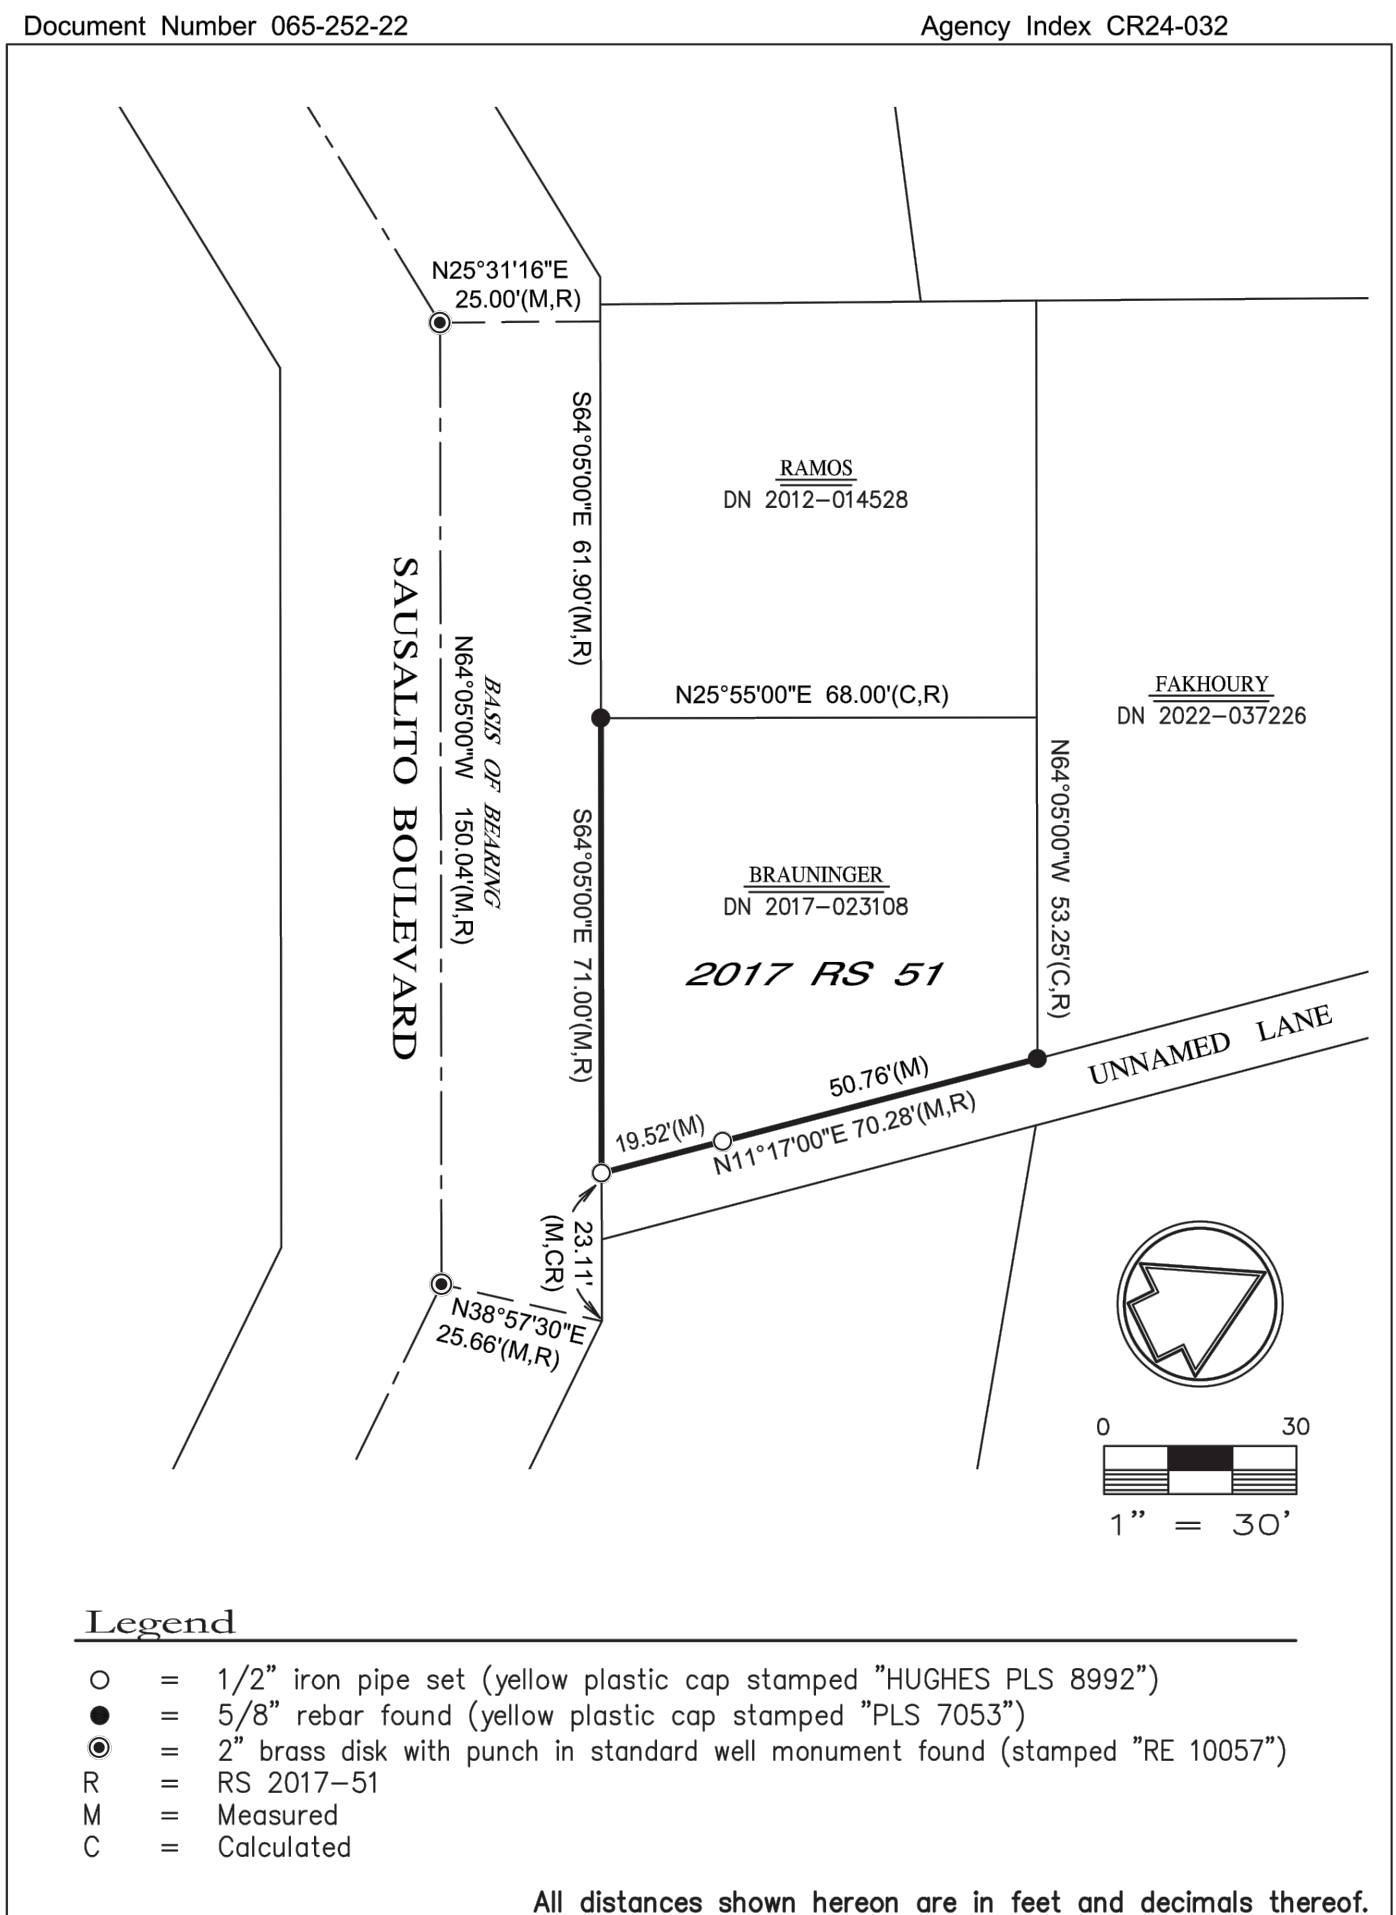 Document Number 065-252-22
Agency Index CR24-032
N25°31'16"E
25.00'(M,R)
S64°05'00"E 61.90'(M,R)
RAMOS
DN 2012-014528
SAUSALITO BOULEVARD
N64°05'00"W 150.04'(M,R)
BASIS OF BEARING
N25°55'00"E 68.00'(C,R)
FAKHOURY
DN 2022-037226
S64°05'00"E 71.00'(M,R)
BRAUNINGER
DN 2017-023108
2017 RS 51
N64°05'00"W 53.25'(C,R)
UNNAMED LANE
50.76'(M)
19.52'(M)
N11°17'00"E 70.28'(M,R)
23.11'
(M,CR)
N38°57'30"E
25.66'(M,R)
0 30
1" = 30'
Legend
= 1/2" iron pipe set (yellow plastic cap stamped "HUGHES PLS 8992")
= 5/8" rebar found (yellow plastic cap stamped "PLS 7053")
= 2" brass disk with punch in standard well monument found (stamped "RE 10057")
R = RS 2017-51
M = Measured
C = Calculated
All distances shown hereon are in feet and decimals thereof.